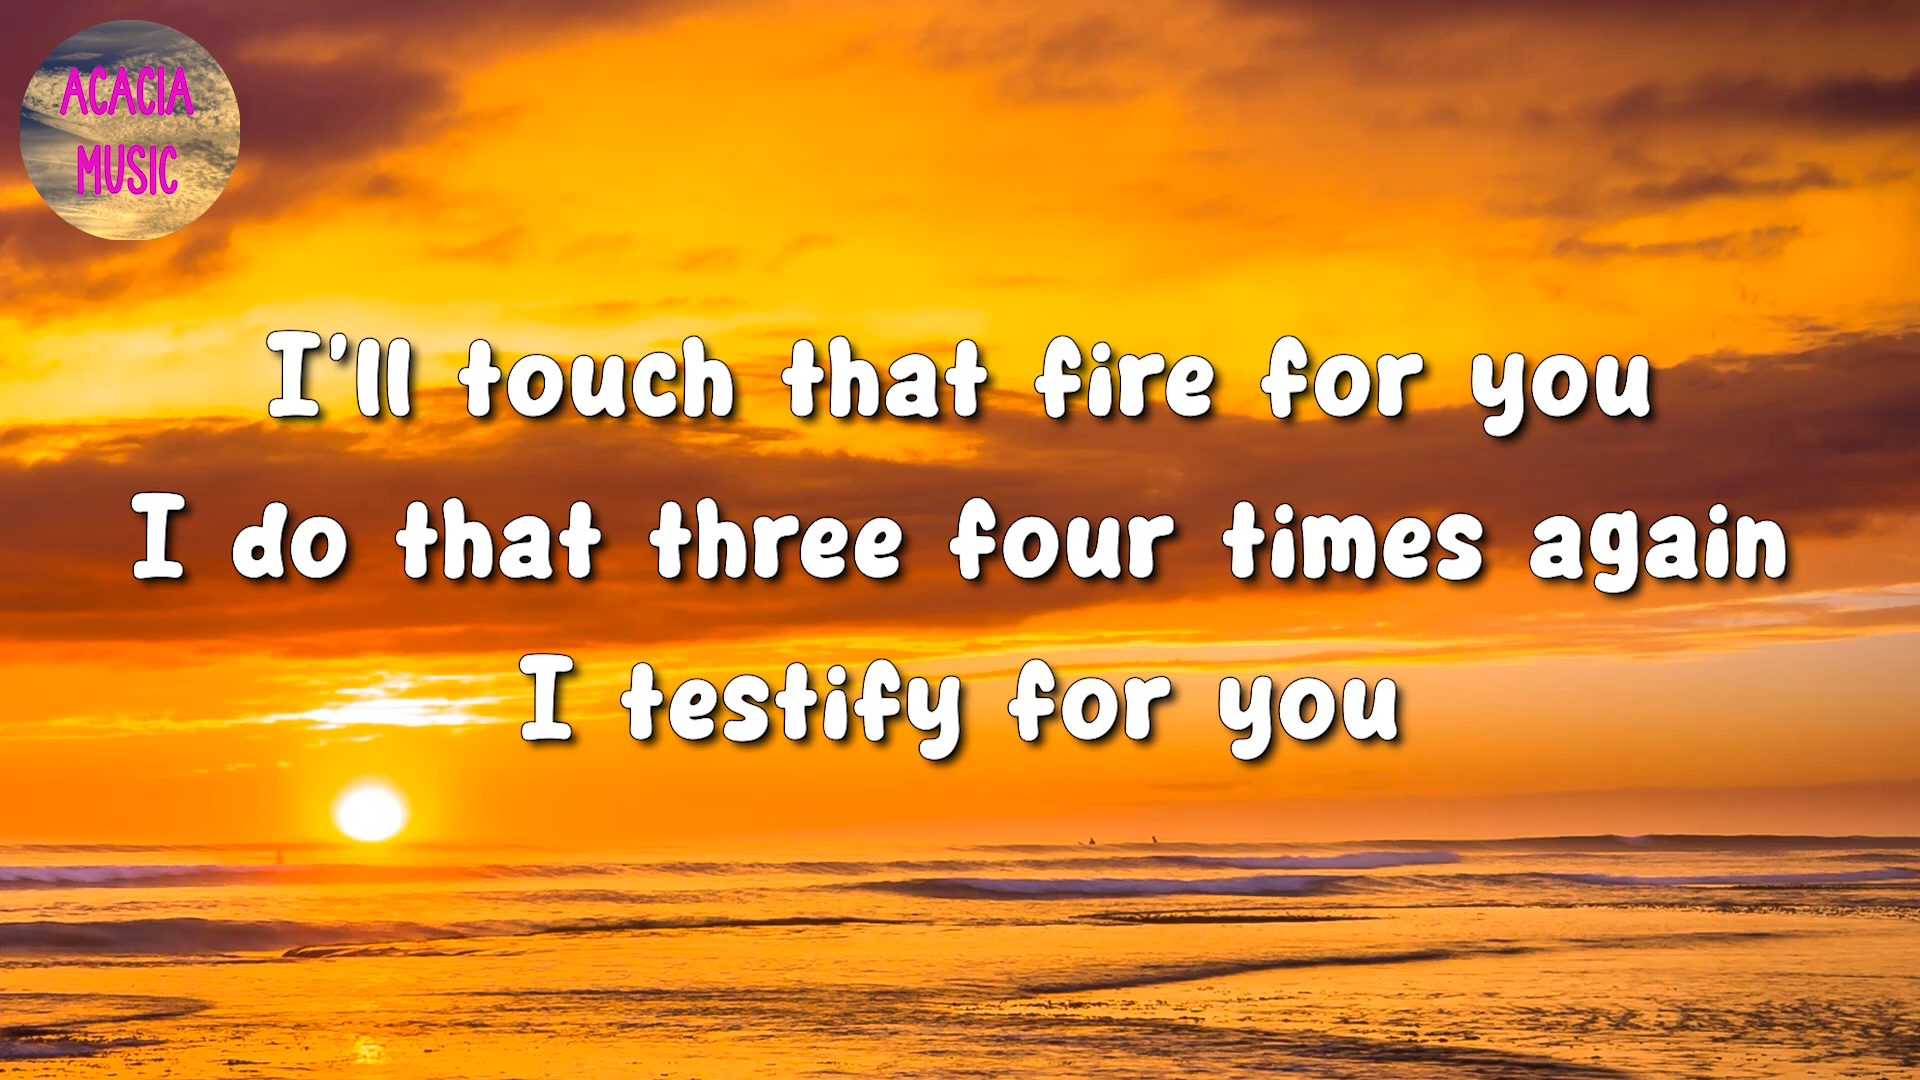 ACACIA
MUSIC
I'll touch that fire for you
I do that three four times again
I testify for you